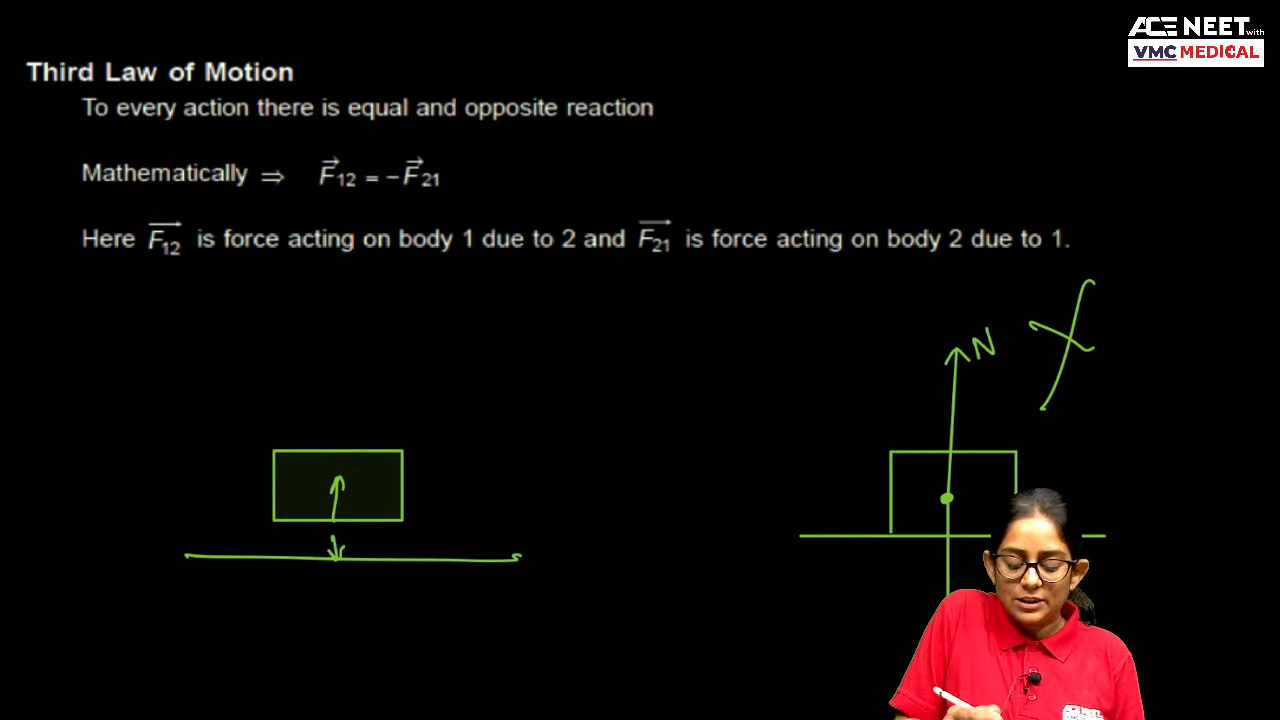 ACE NEET with
VMC MEDICAL
Third Law of Motion
To every action there is equal and opposite reaction
Mathematically ⇒ F⃗12 = −F⃗21
Here F⃗12 is force acting on body 1 due to 2 and F⃗21 is force acting on body 2 due to 1.
N
ACE NEET